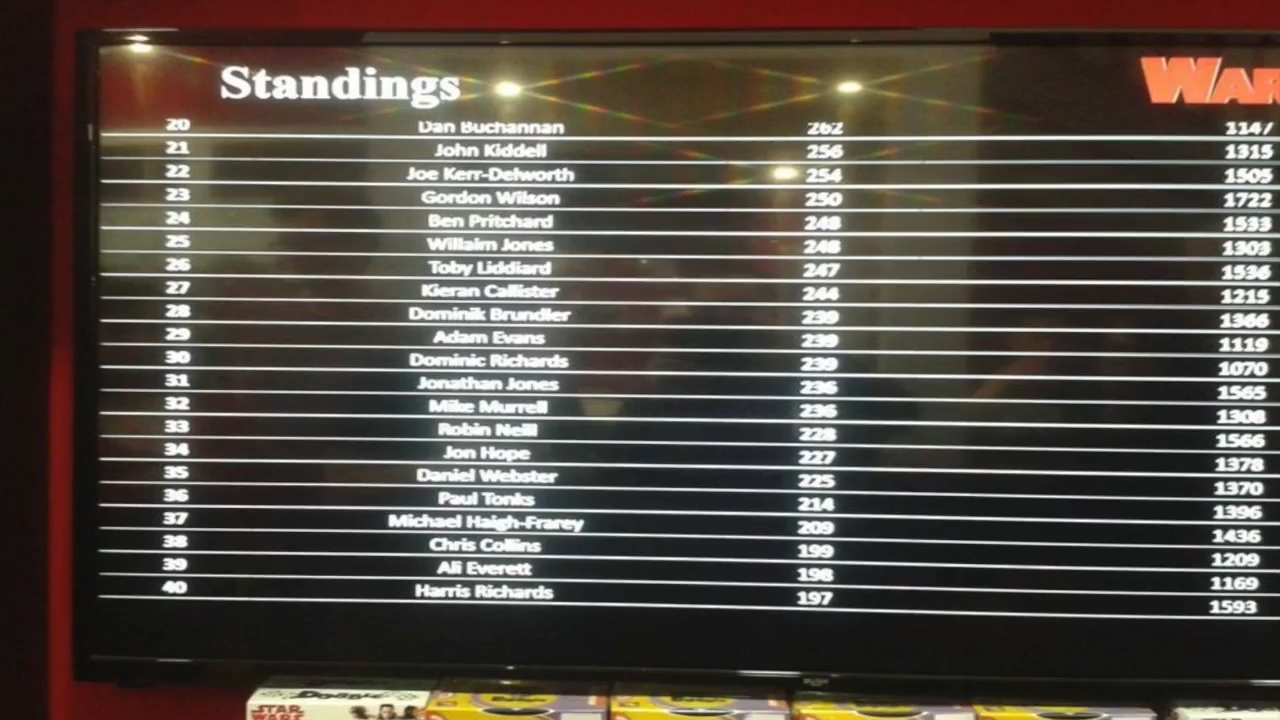 Standings WAR
20 Dan Buchannan 262 1147
21 John Kiddell 256 1315
22 Joe Kerr-Delworth 254 1505
23 Gordon Wilson 250 1722
24 Ben Pritchard 248 1533
25 Willaim Jones 248 1303
26 Toby Liddiard 247 1536
27 Kieran Callister 244 1215
28 Dominik Brundler 239 1366
29 Adam Evans 239 1119
30 Dominic Richards 239 1070
31 Jonathan Jones 236 1565
32 Mike Murrell 236 1308
33 Robin Neill 228 1566
34 Jon Hope 227 1378
35 Daniel Webster 225 1370
36 Paul Tonks 214 1396
37 Michael Haigh-Frarey 209 1436
38 Chris Collins 199 1209
39 Ali Everett 198 1169
40 Harris Richards 197 1593
STAR WARS DOBBLE